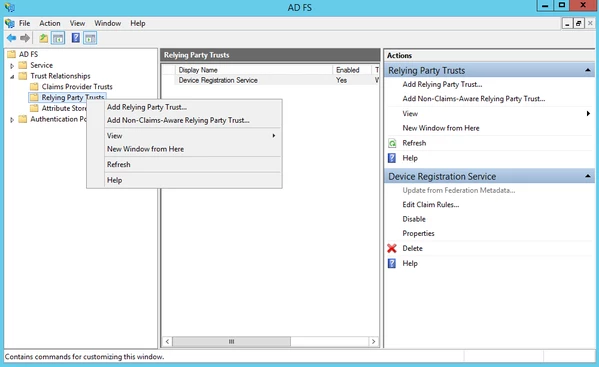 AD FS
File Action View Window Help
AD FS
Service
Trust Relationships
Claims Provider Trusts
Relying Party Trusts
Attribute Store
Authentication Po
Add Relying Party Trust...
Add Non-Claims-Aware Relying Party Trust...
View
New Window from Here
Refresh
Help
Relying Party Trusts
Display Name Enabled T
Device Registration Service Yes W
Actions
Relying Party Trusts
Add Relying Party Trust...
Add Non-Claims-Aware Relying Party Trust...
View
New Window from Here
Refresh
Help
Device Registration Service
Update from Federation Metadata...
Edit Claim Rules...
Disable
Properties
Delete
Help
Contains commands for customizing this window.